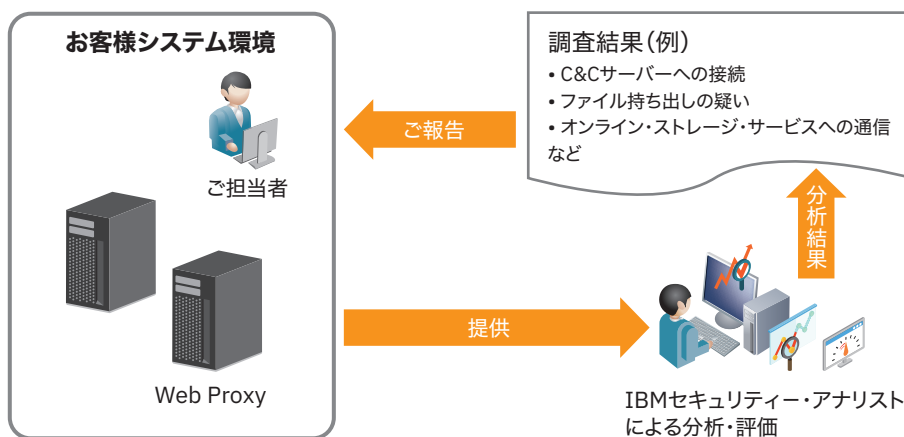 お客様システム環境
ご担当者
Web Proxy
ご報告
提供
調査結果(例)
• C&Cサーバーへの接続
• ファイル持ち出しの疑い
• オンライン・ストレージ・サービスへの通信
など
分析結果
IBMセキュリティー・アナリスト
による分析・評価